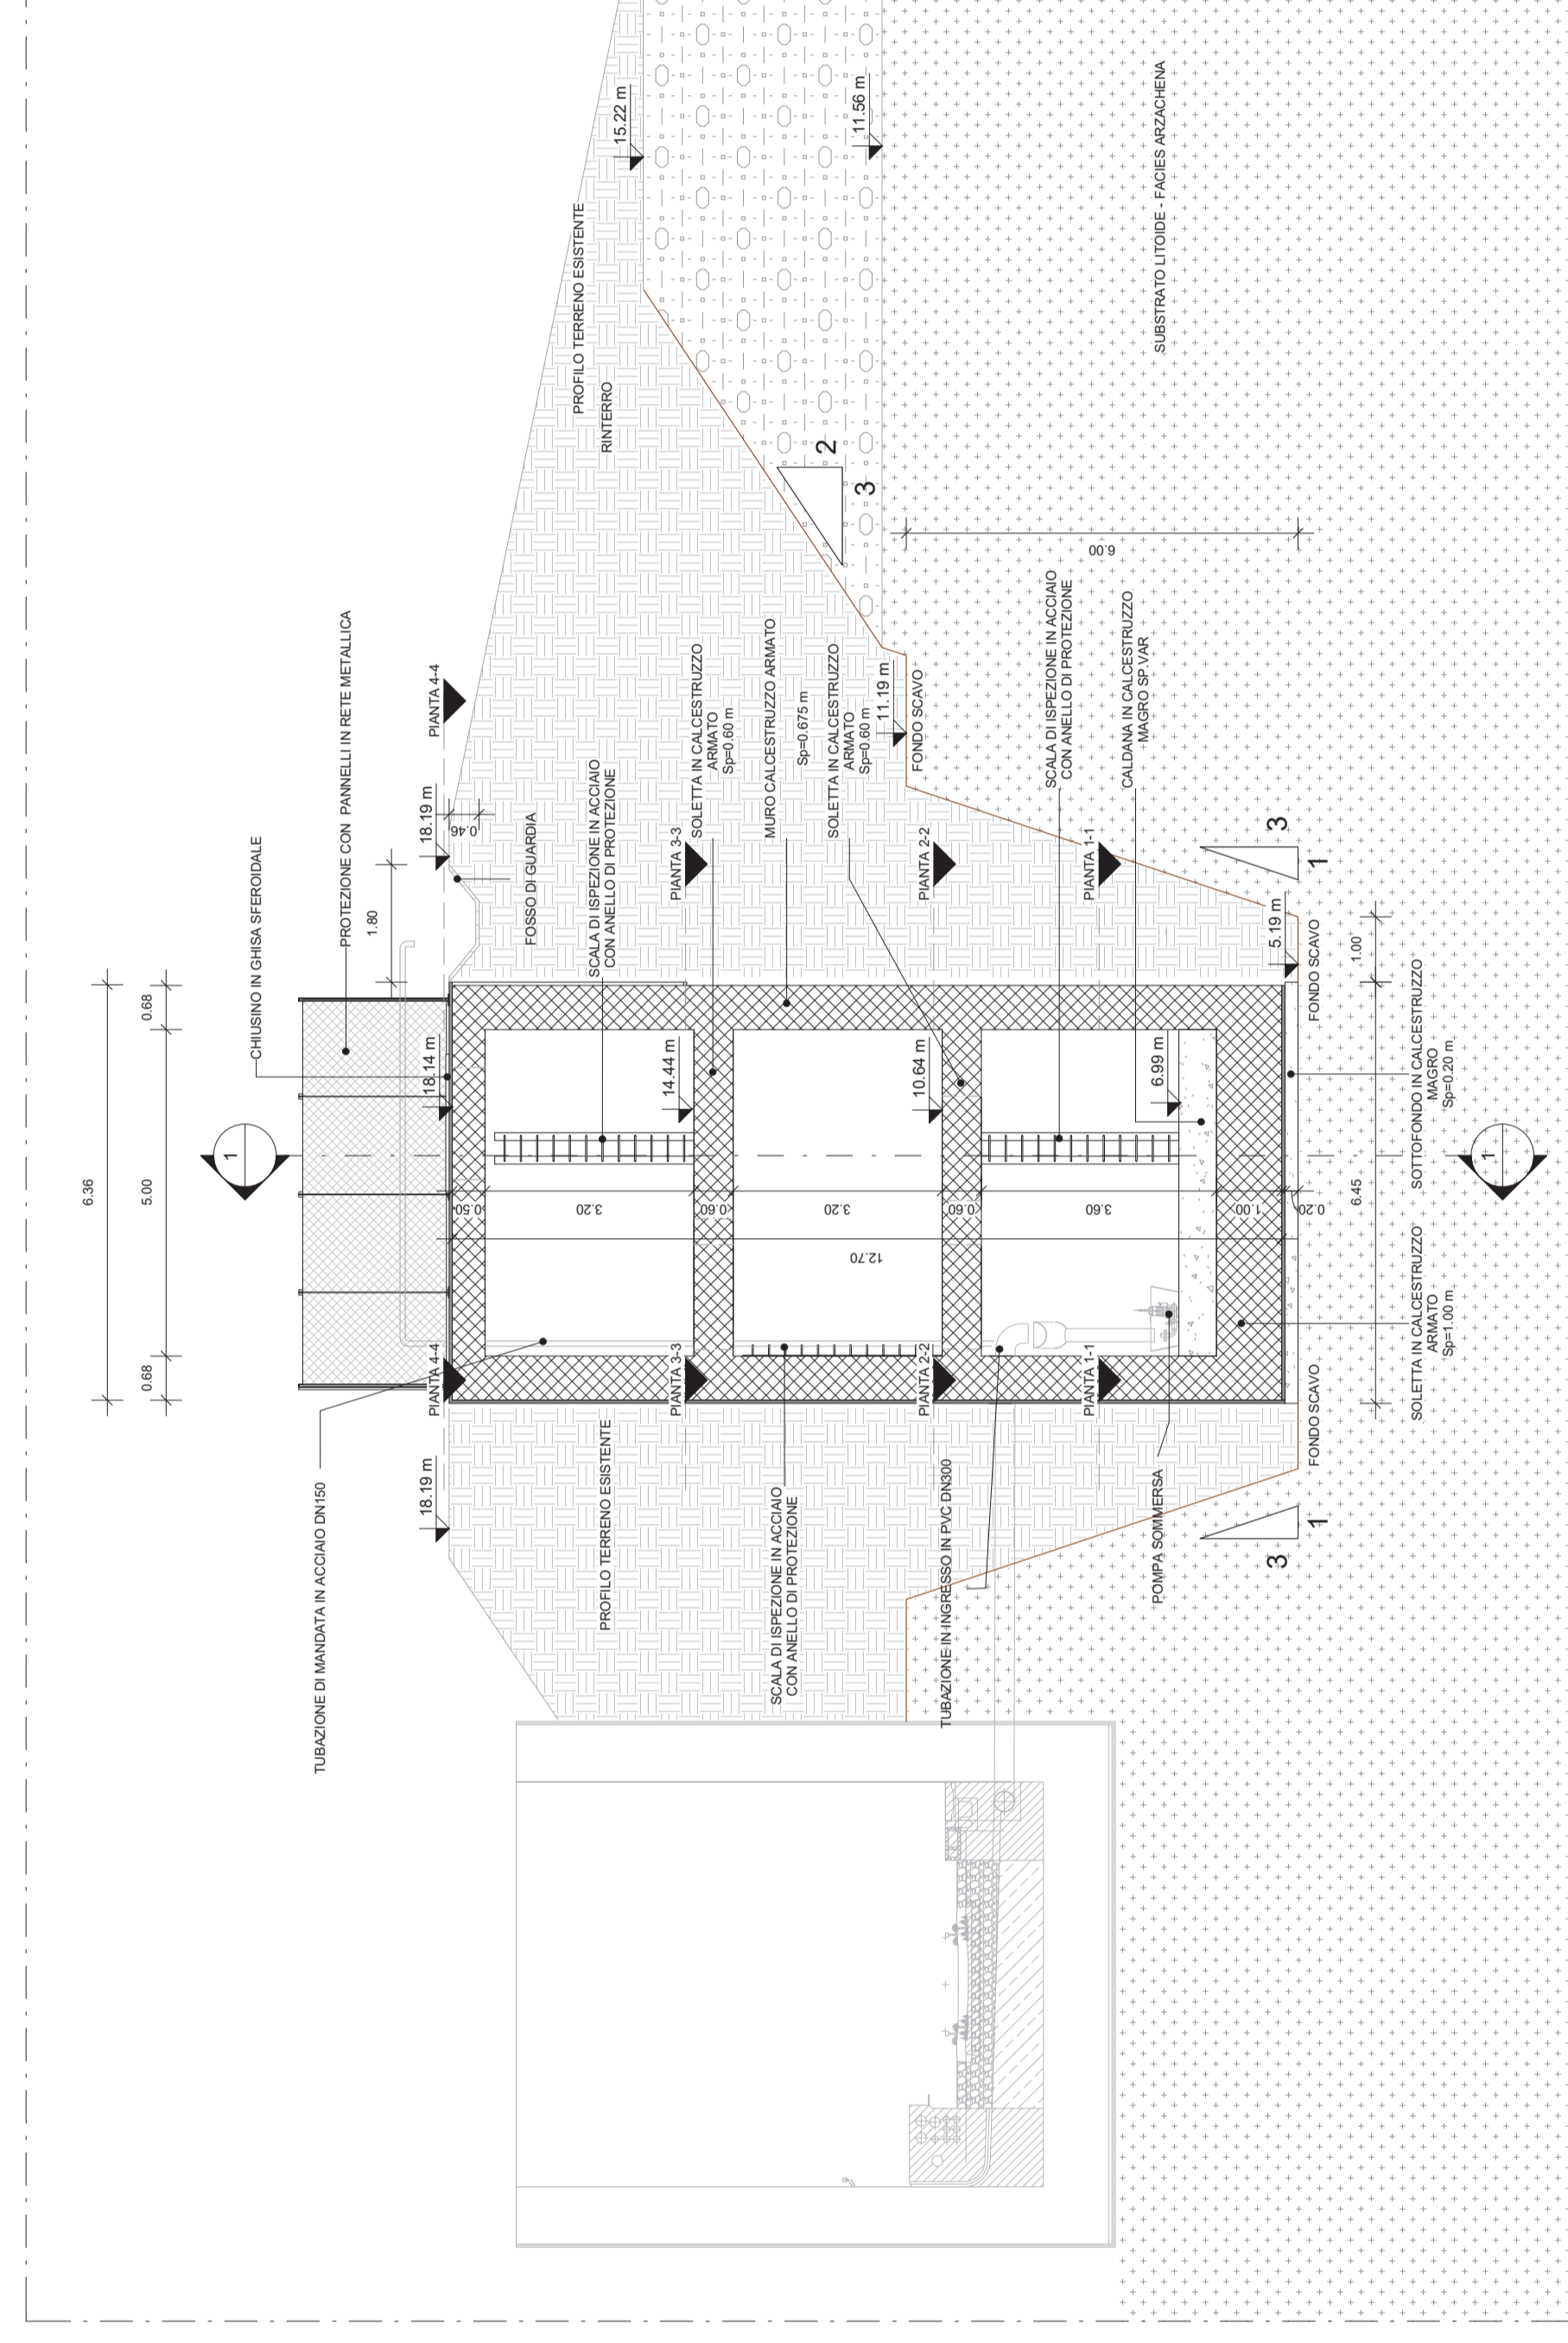 6.36
0.68
5.00
0.68
CHIUSINO IN GHISA SFEROIDALE
PROTEZIONE CON PANNELLI IN RETE METALLICA
TUBAZIONE DI MANDATA IN ACCIAIO DN150
1
1.80
PIANTA 4-4
PIANTA 4-4
18.19 m
18.14 m
18.19 m
0.46
FOSSO DI GUARDIA
PROFILO TERRENO ESISTENTE
RINTERRO
15.22 m
PROFILO TERRENO ESISTENTE
SCALA DI ISPEZIONE IN ACCIAIO
CON ANELLO DI PROTEZIONE
0.50
3.20
0.60
3.20
0.60
3.60
1.00
0.20
12.70
14.44 m
PIANTA 3-3
PIANTA 3-3
SOLETTA IN CALCESTRUZZO
ARMATO
Sp=0.60 m
MURO CALCESTRUZZO ARMATO
Sp=0.675 m
SOLETTA IN CALCESTRUZZO
ARMATO
Sp=0.60 m
2
3
11.56 m
SCALA DI ISPEZIONE IN ACCIAIO
CON ANELLO DI PROTEZIONE
10.64 m
11.19 m
FONDO SCAVO
PIANTA 2-2
PIANTA 2-2
TUBAZIONE IN INGRESSO IN PVC DN300
6.00
SCALA DI ISPEZIONE IN ACCIAIO
CON ANELLO DI PROTEZIONE
CALDANA IN CALCESTRUZZO
MAGRO SP.VAR
PIANTA 1-1
PIANTA 1-1
SUBSTRATO LITOIDE - FACIES ARZACHENA
POMPA SOMMERSA
6.99 m
5.19 m
3
1
3
1
FONDO SCAVO
FONDO SCAVO
6.45
1.00
SOLETTA IN CALCESTRUZZO
ARMATO
Sp=1.00 m
SOTTOFONDO IN CALCESTRUZZO
MAGRO
Sp=0.20 m
1